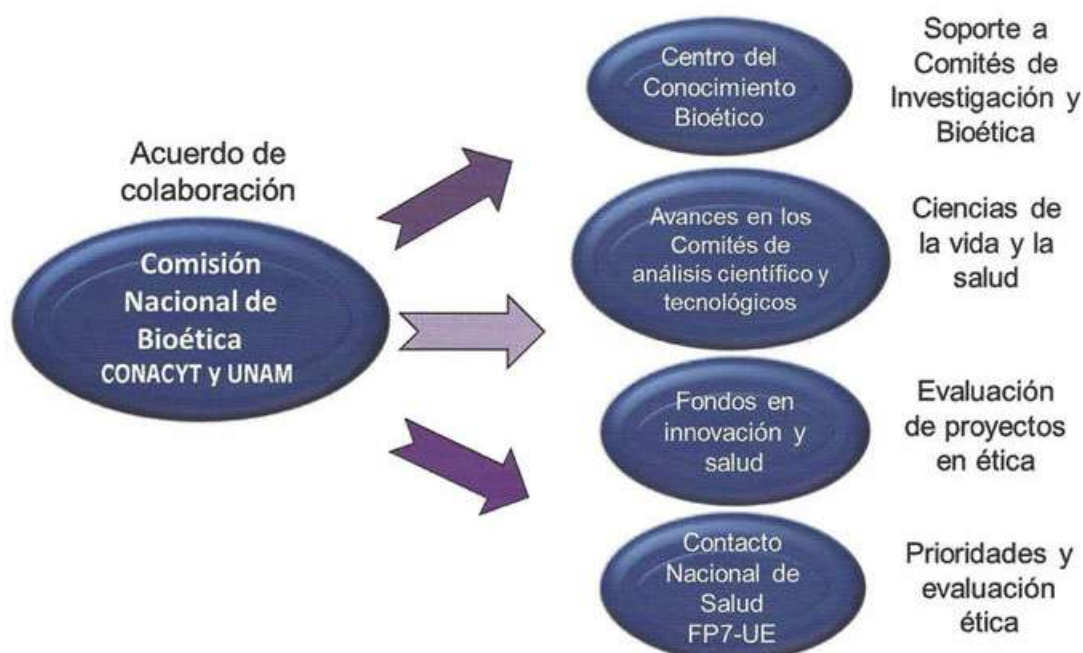 Acuerdo de
colaboración
Comisión
Nacional de
Bioética
CONACYT y UNAM
Centro del
Conocimiento
Bioético
Soporte a
Comités de
Investigación y
Bioética
Avances en los
Comités de
análisis científico y
tecnológicos
Ciencias de
la vida y la
salud
Fondos en
innovación y
salud
Evaluación
de proyectos
en ética
Contacto
Nacional de
Salud
FP7-UE
Prioridades y
evaluación
ética